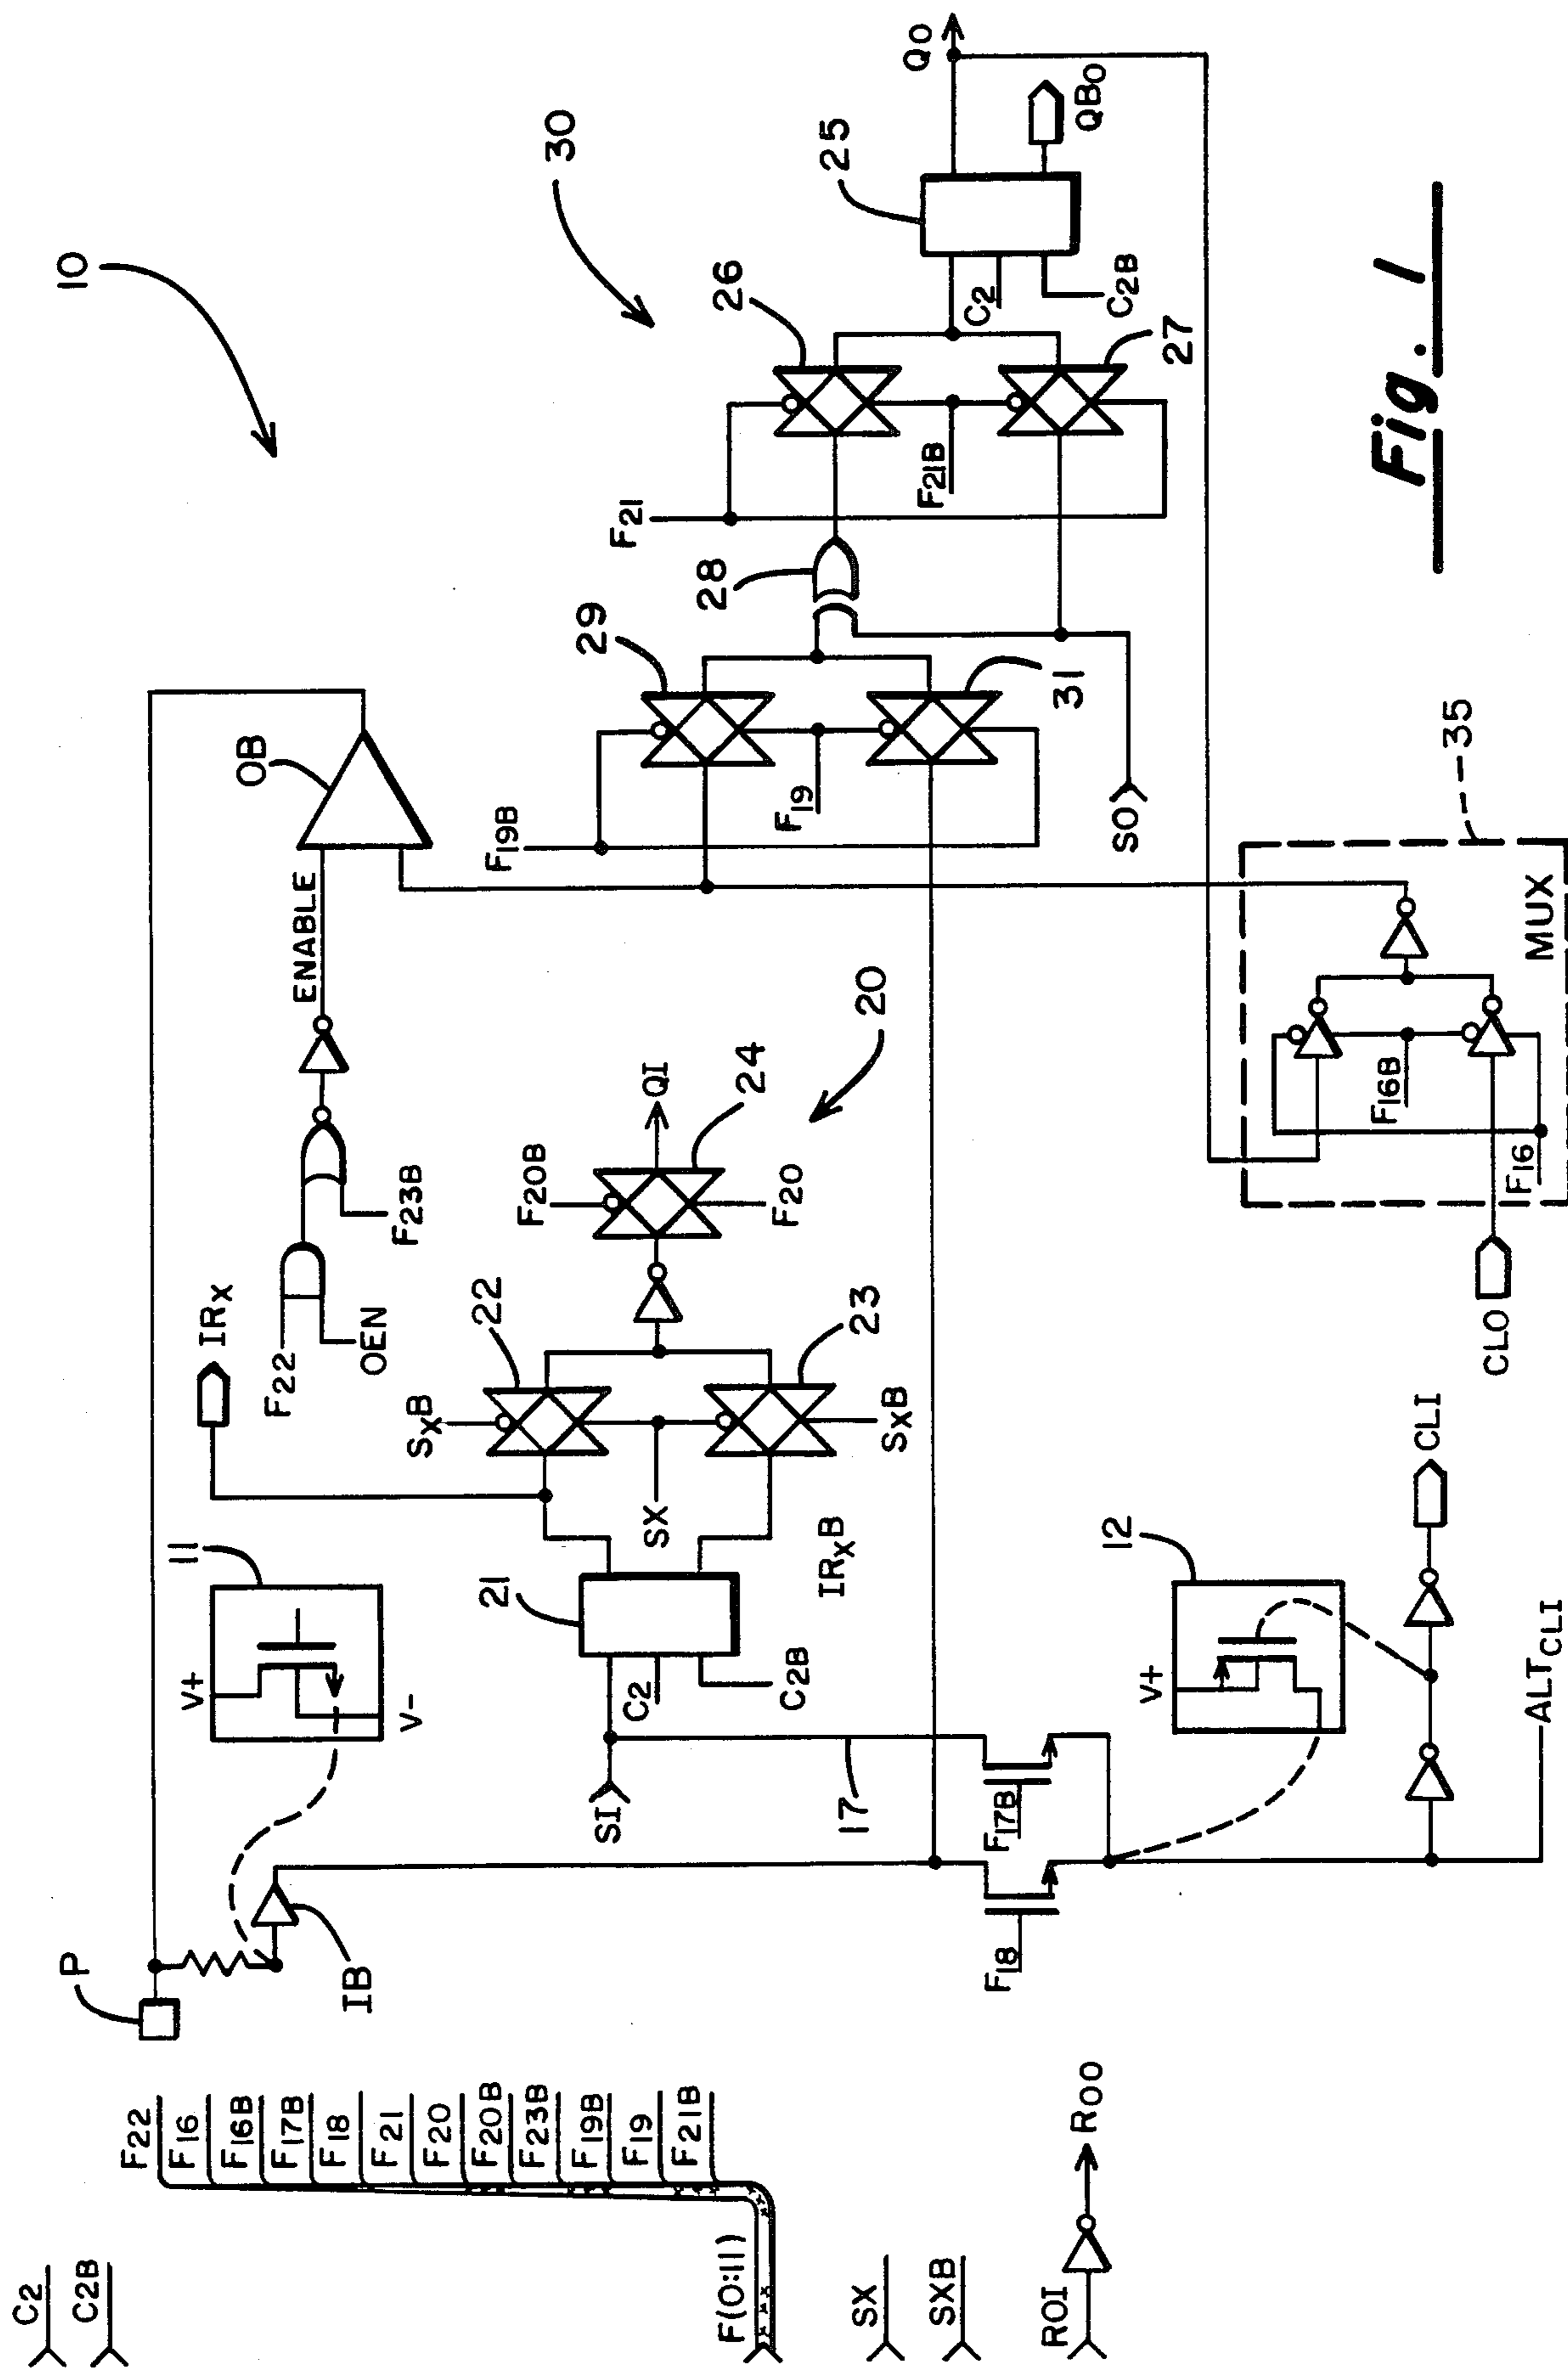 C2
C2B
F22
F16
F16B
F17B
F18
F21
F20
F20B
F23B
F19B
F19
F21B
F(0:11)
SX
SXB
ROI
ROO
P
IB
11
V+
V-
IRX
F22
OEN
F23B
ENABLE
OB
10
SI
C2
C2B
21
IRXB
SXB
22
SX
23
SXB
F20B
24
F20
QI
20
17
F18
F17B
12
V+
ALTCLI
CLI
CLO
F16
F16B
MUX
35
F19B
29
F19
31
28
SO
F21
26
F21B
27
30
C2
C2B
25
QO
QBO
Fig. 1